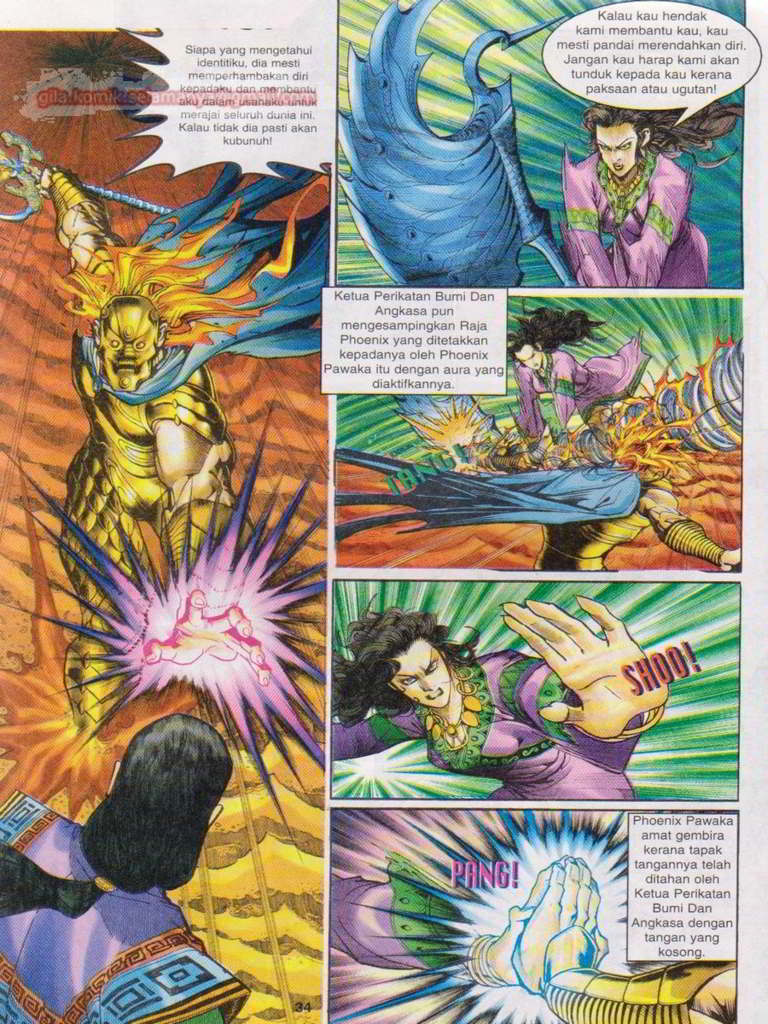 Siapa yang mengetahui
identitiku, dia mesti
memperhambakan diri
kepadaku dan membantu
aku dalam usahaku untuk
merajai seluruh dunia ini.
Kalau tidak dia pasti akan
kubunuh!
Kalau kau hendak
kami membantu kau, kau
mesti pandai merendahkan diri.
Jangan kau harap kami akan
tunduk kepada kau kerana
paksaan atau ugutan!
Ketua Perikatan Bumi Dan
Angkasa pun
mengesampingkan Raja
Phoenix yang ditetakkan
kepadanya oleh Phoenix
Pawaka itu dengan aura yang
diaktifkannya.
TANG!
SHOO!
PANG!
Phoenix Pawaka
amat gembira
kerana tapak
tangannya telah
ditahan oleh
Ketua Perikatan
Bumi Dan
Angkasa dengan
tangan yang
kosong.
34